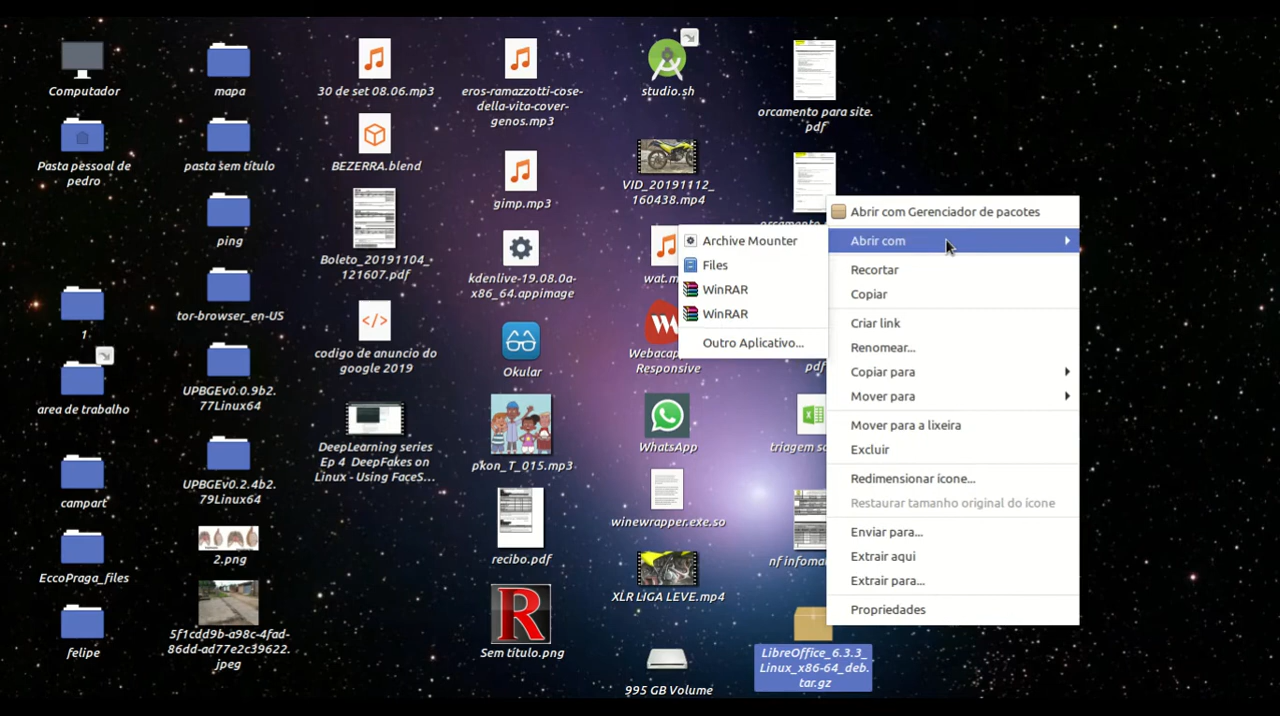 Computador
Pasta pessoal de
pedro
1
area de trabalho
campart
EccoPraga_files
felipe
mapa
pasta sem título
ping
tor-browser_en-US
UPBGEv0.0.9b2.
77Linux64
UPBGEv0.2.4b2.
79Linux64
2.png
5f1cdd9b-a98c-4fad-
86dd-ad77e2c39622.
jpeg
30 de set 08.06.mp3
BEZERRA.blend
Boleto_20191104_
121607.pdf
codigo de anuncio do
google 2019
DeepLearning series
Ep 4 DeepFakes on
Linux - Using FaceS...
eros-ramazzotti-cose-
della-vita-cover-
genos.mp3
gimp.mp3
kdenlive-19.08.0a-
x86_64.appimage
Okular
pkon_T_015.mp3
recibo.pdf
R
Sem título.png
studio.sh
VID_20191112_
160438.mp4
wat.m
Webacap
Responsive
WhatsApp
winewrapper.exe.so
XLR LIGA LEVE.mp4
995 GB Volume
orcamento para site.
pdf
orcamento
pdf
triagem so
nf infoma
LibreOffice_6.3.3_
Linux_x86-64_deb.
tar.gz
Archive Mounter
Files
WinRAR
WinRAR
Outro Aplicativo...
Abrir com Gerenciador de pacotes
Abrir com
Recortar
Copiar
Criar link
Renomear...
Copiar para
Mover para
Mover para a lixeira
Excluir
Redimensionar ícone...
Restaurar tamanho original do ícone
Enviar para...
Extrair aqui
Extrair para...
Propriedades